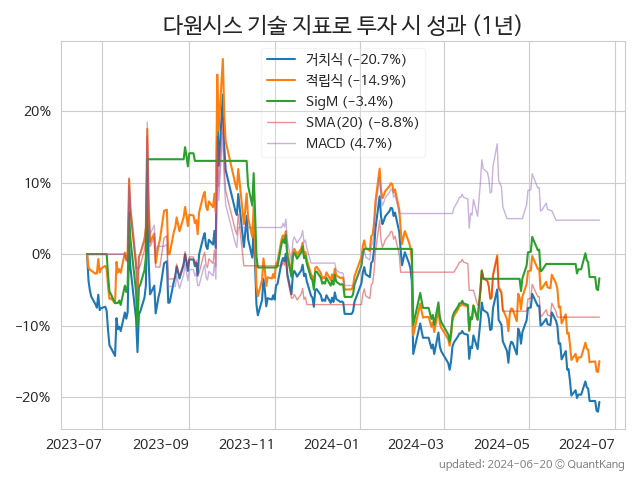 다원시스 기술 지표로 투자 시 성과 (1년)
거치식 (−20.7%)
적립식 (−14.9%)
SigM (−3.4%)
SMA(20) (−8.8%)
MACD (4.7%)
20%
10%
0%
−10%
−20%
2023-07 2023-09 2023-11 2024-01 2024-03 2024-05 2024-07
updated: 2024-06-20 © QuantKang